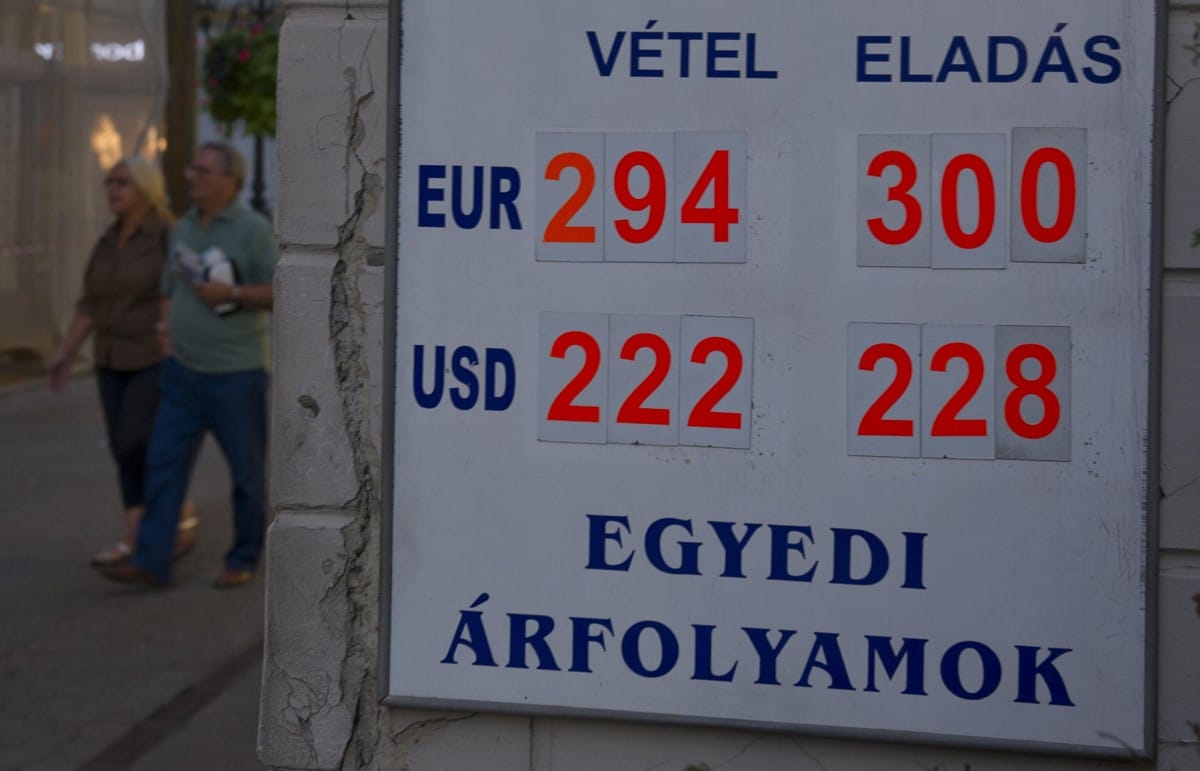 VÉTEL ELADÁS
EUR 294 300
USD 222 228
EGYEDI
ÁRFOLYAMOK